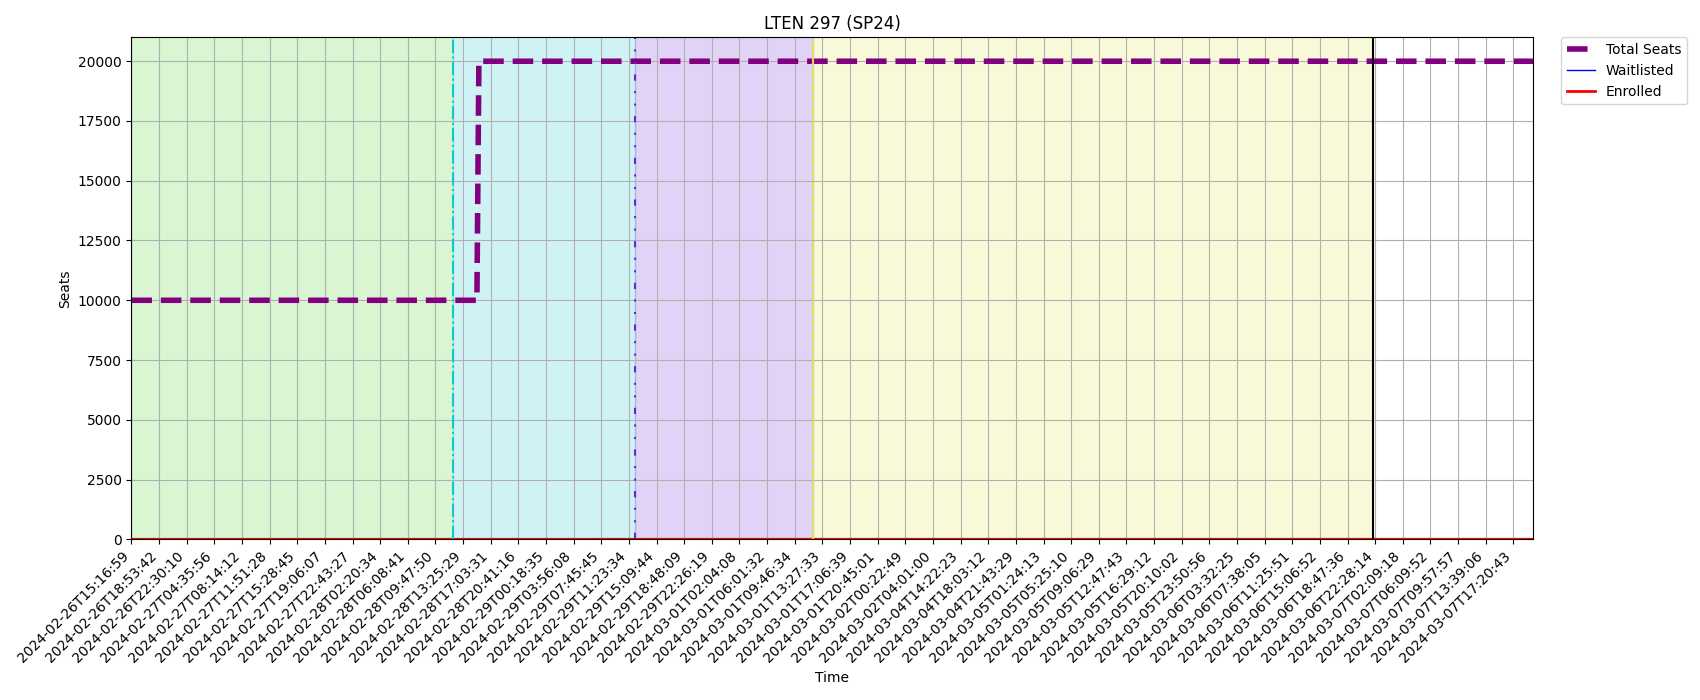 LTEN 297 (SP24)
Total Seats
Waitlisted
Enrolled
Seats
20000
17500
15000
12500
10000
7500
5000
2500
0
2024-02-26T15:16:59
2024-02-26T18:53:42
2024-02-26T22:30:10
2024-02-27T04:35:56
2024-02-27T08:14:12
2024-02-27T11:51:28
2024-02-27T15:28:45
2024-02-27T19:06:07
2024-02-27T22:43:27
2024-02-28T02:20:34
2024-02-28T06:08:41
2024-02-28T09:47:50
2024-02-28T13:25:29
2024-02-28T17:03:31
2024-02-28T20:41:16
2024-02-29T00:18:35
2024-02-29T03:56:08
2024-02-29T07:45:45
2024-02-29T11:23:34
2024-02-29T15:09:44
2024-02-29T18:48:09
2024-02-29T22:26:19
2024-03-01T02:04:08
2024-03-01T06:01:32
2024-03-01T09:46:34
2024-03-01T13:27:33
2024-03-01T17:06:39
2024-03-01T20:45:01
2024-03-02T00:22:49
2024-03-02T04:01:00
2024-03-04T14:22:23
2024-03-04T18:03:12
2024-03-04T21:43:29
2024-03-05T01:24:13
2024-03-05T05:25:10
2024-03-05T09:06:29
2024-03-05T12:47:43
2024-03-05T16:29:12
2024-03-05T20:10:02
2024-03-05T23:50:56
2024-03-06T03:32:25
2024-03-06T07:38:05
2024-03-06T11:25:51
2024-03-06T15:06:52
2024-03-06T18:47:36
2024-03-06T22:28:14
2024-03-07T02:09:18
2024-03-07T06:09:52
2024-03-07T09:57:57
2024-03-07T13:39:06
2024-03-07T17:20:43
Time